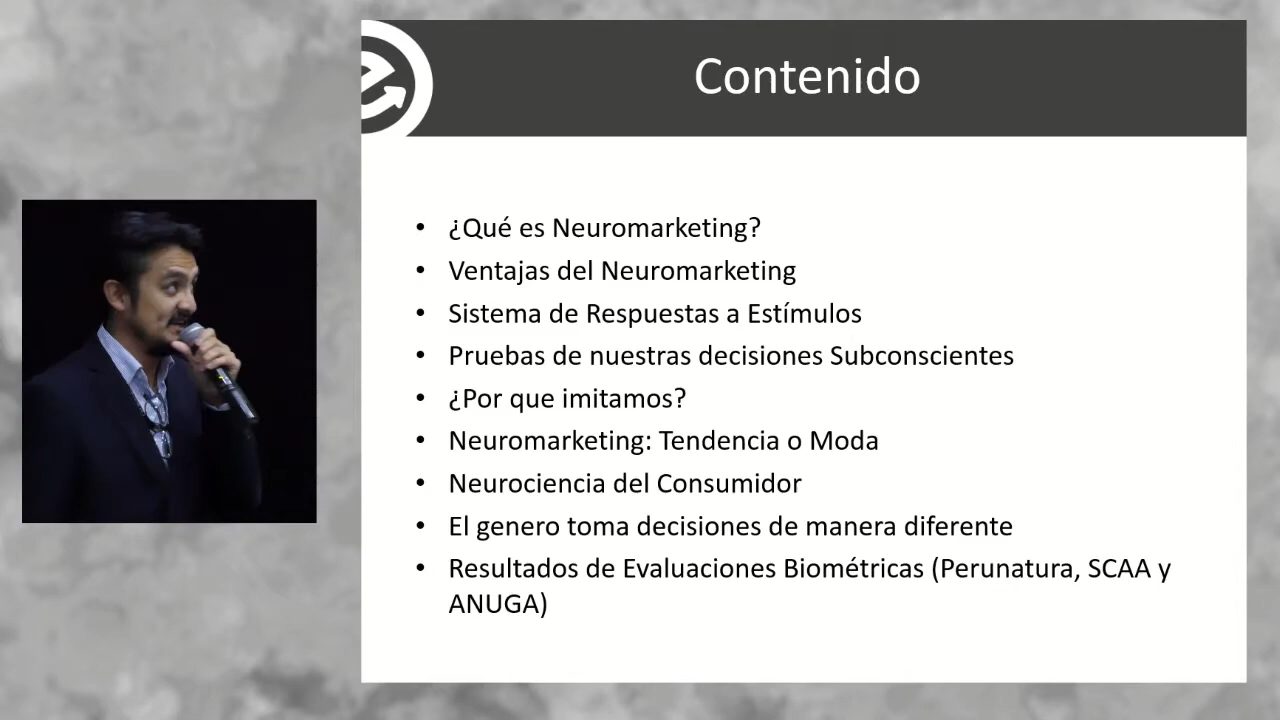 Contenido
• ¿Qué es Neuromarketing?
• Ventajas del Neuromarketing
• Sistema de Respuestas a Estímulos
• Pruebas de nuestras decisiones Subconscientes
• ¿Por que imitamos?
• Neuromarketing: Tendencia o Moda
• Neurociencia del Consumidor
• El genero toma decisiones de manera diferente
• Resultados de Evaluaciones Biométricas (Perunatura, SCAA y
ANUGA)